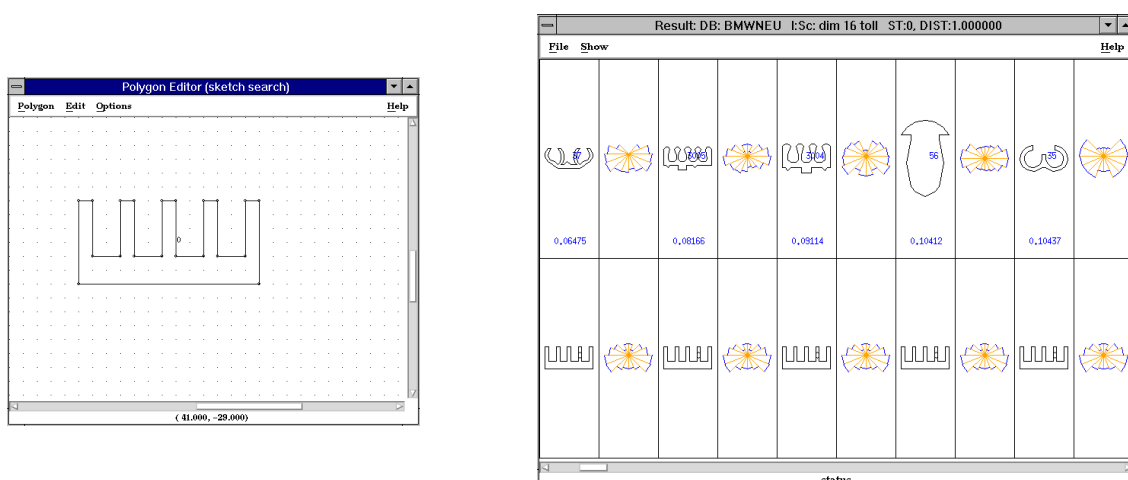 Polygon Editor (sketch search)
Polygon Edit Options Help
0
( 41.000, -29.000)
Result: DB: BMWNEU I:Sc: dim 16 toll ST:0, DIST:1.000000
File Show Help
56 35
0.06475 0.08166 0.09114 0.10412 0.10437
status